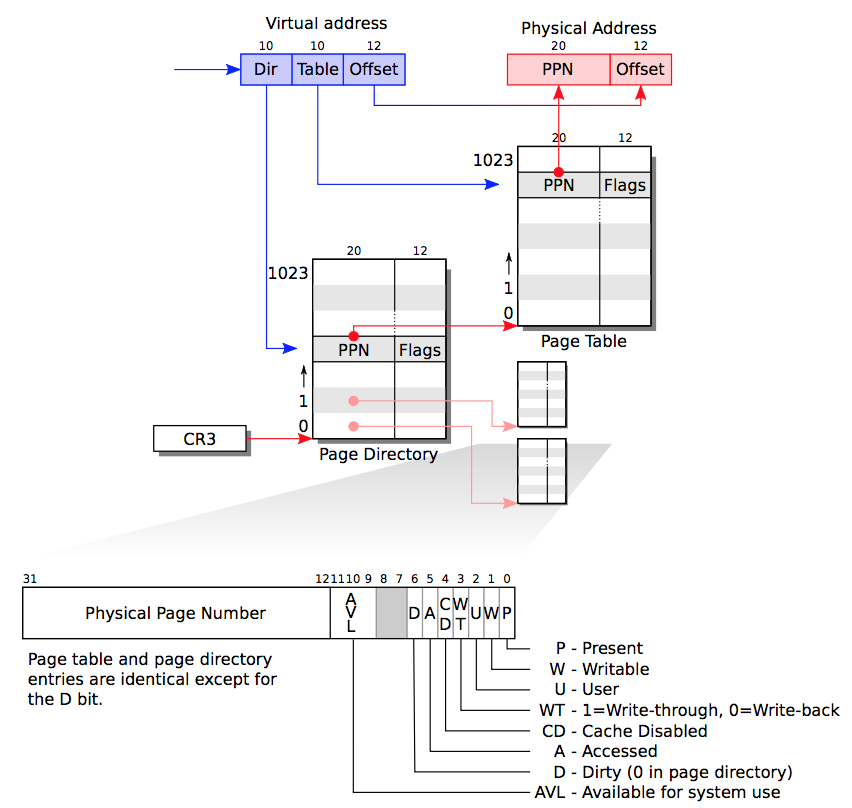 Virtual address
10 10 12
Dir Table Offset
Physical Address
20 12
PPN Offset
20 12
1023
PPN Flags
1
0
Page Table
20 12
1023
PPN Flags
1
0
CR3
Page Directory
31 12 11 10 9 8 7 6 5 4 3 2 1 0
Physical Page Number
AVL D A CD WT U W P
Page table and page directory
entries are identical except for
the D bit.
P - Present
W - Writable
U - User
WT - 1=Write-through, 0=Write-back
CD - Cache Disabled
A - Accessed
D - Dirty (0 in page directory)
AVL - Available for system use